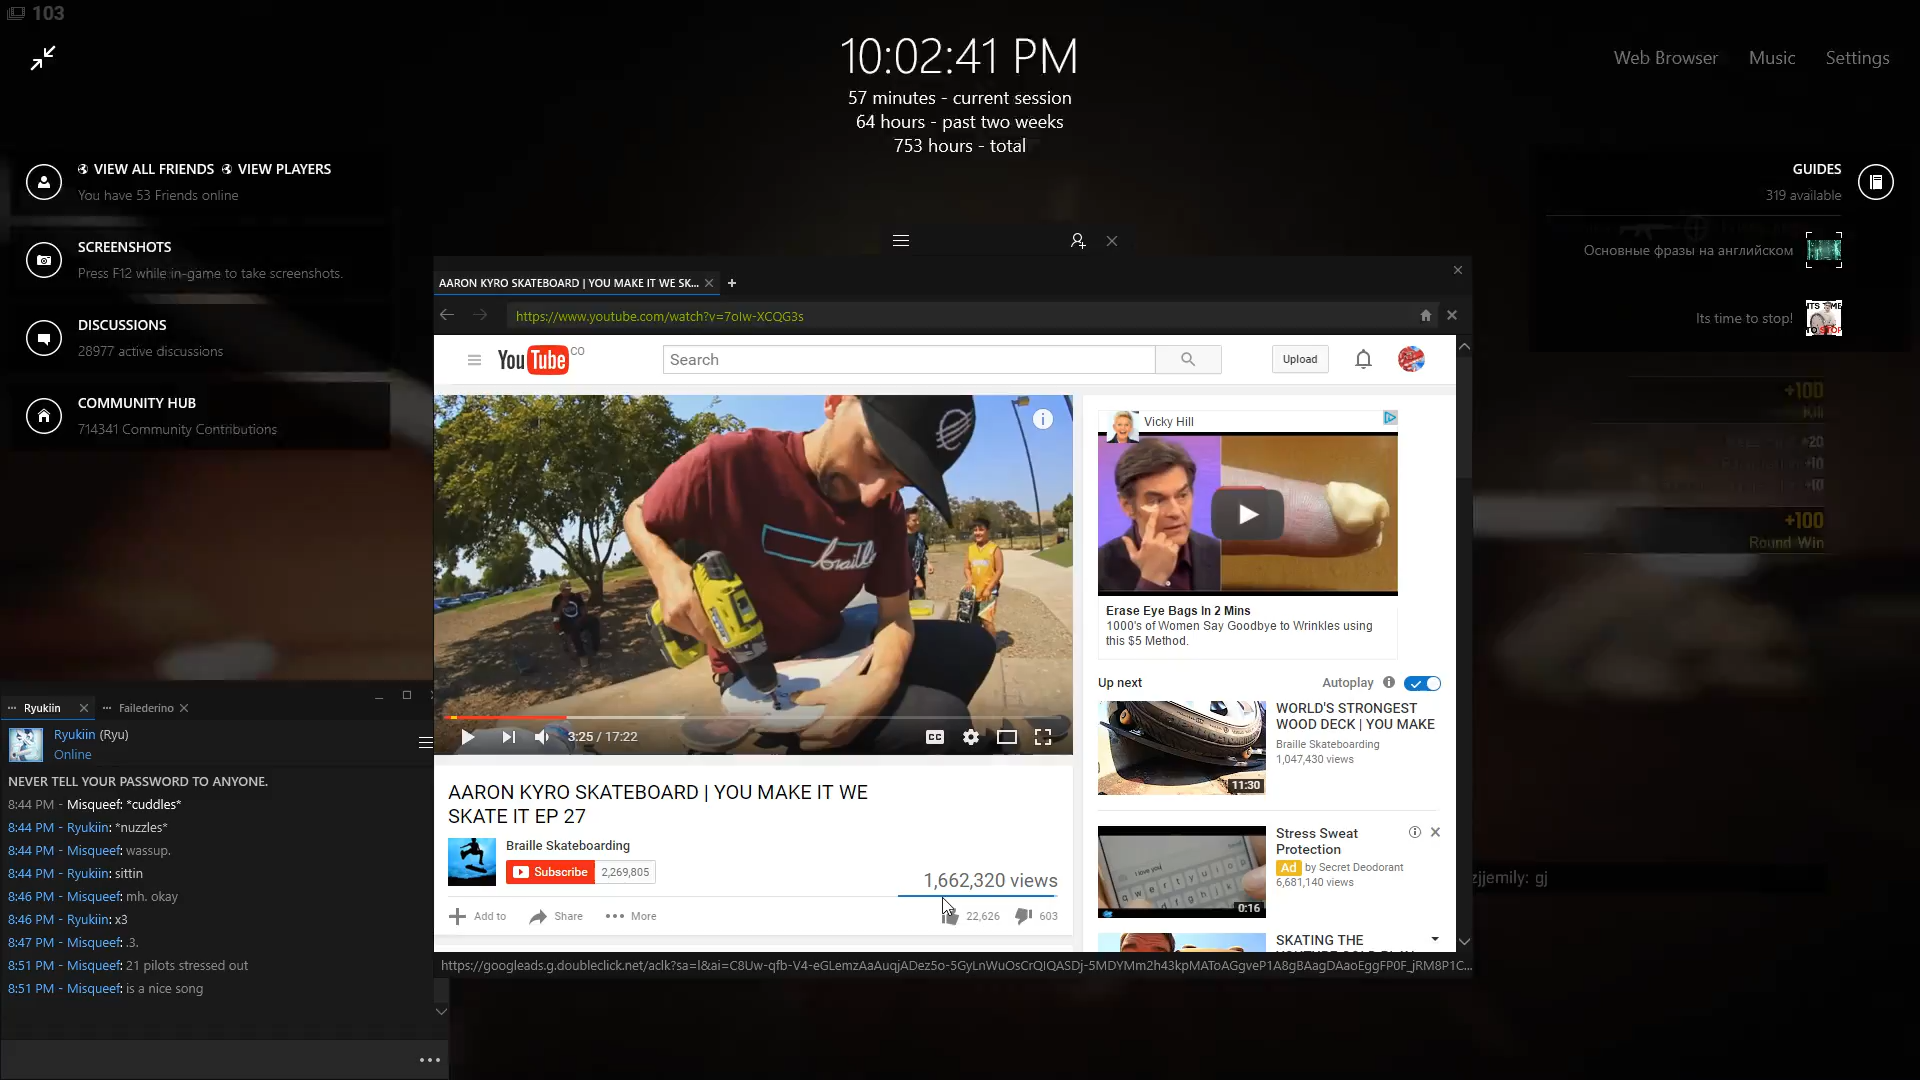 103
10:02:41 PM
57 minutes - current session
64 hours - past two weeks
753 hours - total
Web Browser Music Settings
VIEW ALL FRIENDS VIEW PLAYERS
You have 53 Friends online
SCREENSHOTS
Press F12 while in-game to take screenshots.
DISCUSSIONS
28977 active discussions
COMMUNITY HUB
714341 Community Contributions
GUIDES
319 available
Основные фразы на английском
Its time to stop!
+100
Kill
+20
+10
+10
+100
Round Win
AARON KYRO SKATEBOARD | YOU MAKE IT WE SK...
https://www.youtube.com/watch?v=7oIw-XCQG3s
YouTube CO
Search
Upload
braille
3:25 / 17:22
CC
AARON KYRO SKATEBOARD | YOU MAKE IT WE
SKATE IT EP 27
Braille Skateboarding
Subscribe 2,269,805
1,662,320 views
Add to Share More 22,626 603
Vicky Hill
Erase Eye Bags In 2 Mins
1000's of Women Say Goodbye to Wrinkles using
this $5 Method.
Up next Autoplay
WORLD'S STRONGEST
WOOD DECK | YOU MAKE
Braille Skateboarding
1,047,430 views
11:30
Stress Sweat
Protection
Ad by Secret Deodorant
6,681,140 views
0:16
SKATING THE
https://googleads.g.doubleclick.net/aclk?sa=l&ai=C8Uw-qfb-V4-eGLemzAaAuqjADez5o-5GyLnWuOsCrQIQASDj-5MDYMm2h43kpMAToAGgveP1A8gBAagDAaoEggFP0F_jRM8P1C...
zjjemily: gj
Ryukiin Failederino
Ryukiin (Ryu)
Online
NEVER TELL YOUR PASSWORD TO ANYONE.
8:44 PM - Misqueef: *cuddles*
8:44 PM - Ryukiin: *nuzzles*
8:44 PM - Misqueef: wassup.
8:44 PM - Ryukiin: sittin
8:46 PM - Misqueef: mh. okay
8:46 PM - Ryukiin: x3
8:47 PM - Misqueef: .3.
8:51 PM - Misqueef: 21 pilots stressed out
8:51 PM - Misqueef: is a nice song